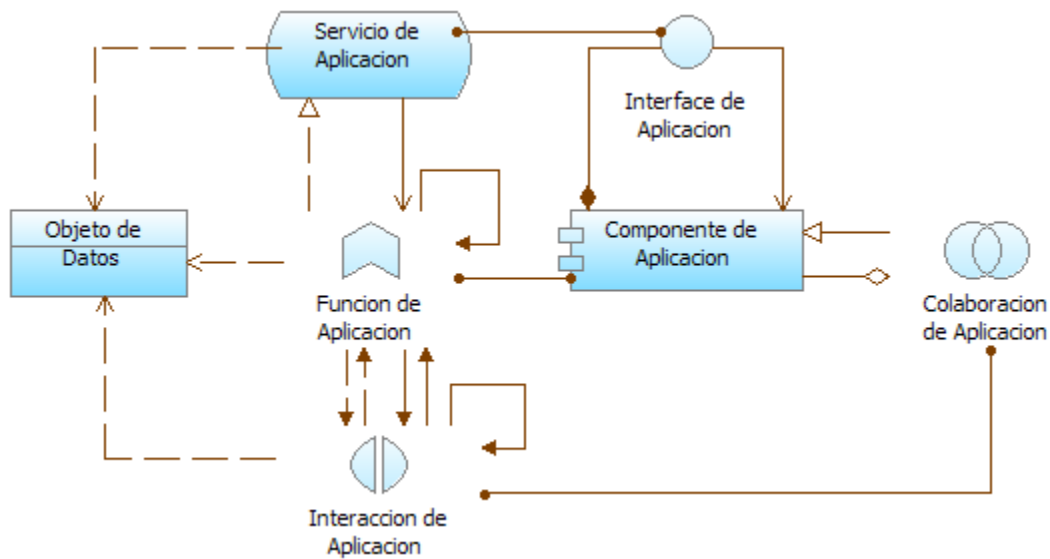 Servicio de
Aplicacion
Interface de
Aplicacion
Objeto de
Datos
Componente de
Aplicacion
Funcion de
Aplicacion
Colaboracion
de Aplicacion
Interaccion de
Aplicacion